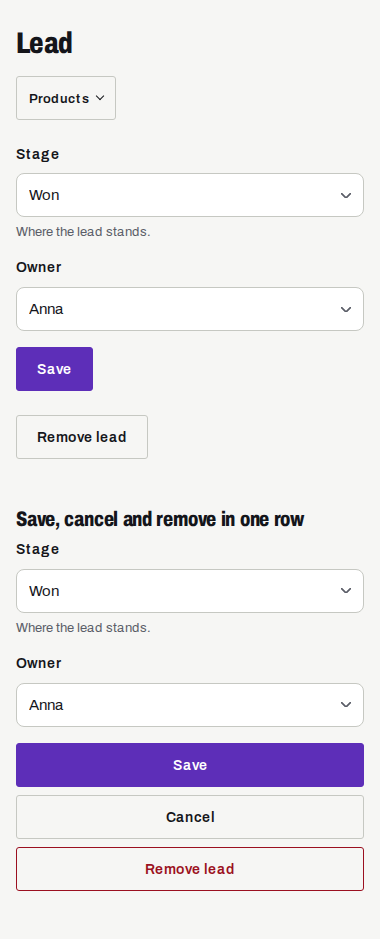 Lead
Products
Stage
Won
Where the lead stands.
Owner
Anna
Save
Remove lead
Save, cancel and remove in one row
Stage
Won
Where the lead stands.
Owner
Anna
Save
Cancel
Remove lead